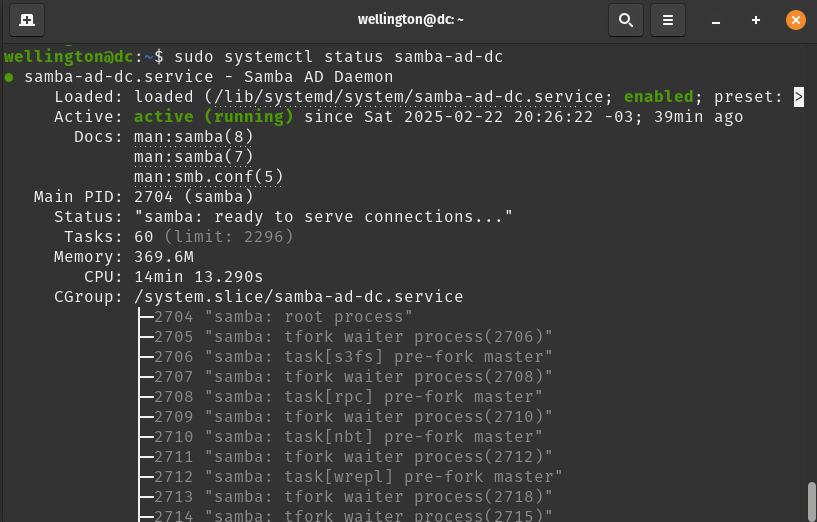 wellington@dc: ~
wellington@dc:~$ sudo systemctl status samba-ad-dc
● samba-ad-dc.service - Samba AD Daemon
Loaded: loaded (/lib/systemd/system/samba-ad-dc.service; enabled; preset: >
Active: active (running) since Sat 2025-02-22 20:26:22 -03; 39min ago
Docs: man:samba(8)
man:samba(7)
man:smb.conf(5)
Main PID: 2704 (samba)
Status: "samba: ready to serve connections..."
Tasks: 60 (limit: 2296)
Memory: 369.6M
CPU: 14min 13.290s
CGroup: /system.slice/samba-ad-dc.service
├─2704 "samba: root process"
├─2705 "samba: tfork waiter process(2706)"
├─2706 "samba: task[s3fs] pre-fork master"
├─2707 "samba: tfork waiter process(2708)"
├─2708 "samba: task[rpc] pre-fork master"
├─2709 "samba: tfork waiter process(2710)"
├─2710 "samba: task[nbt] pre-fork master"
├─2711 "samba: tfork waiter process(2712)"
├─2712 "samba: task[wrepl] pre-fork master"
├─2713 "samba: tfork waiter process(2718)"
├─2714 "samba: tfork waiter process(2715)"